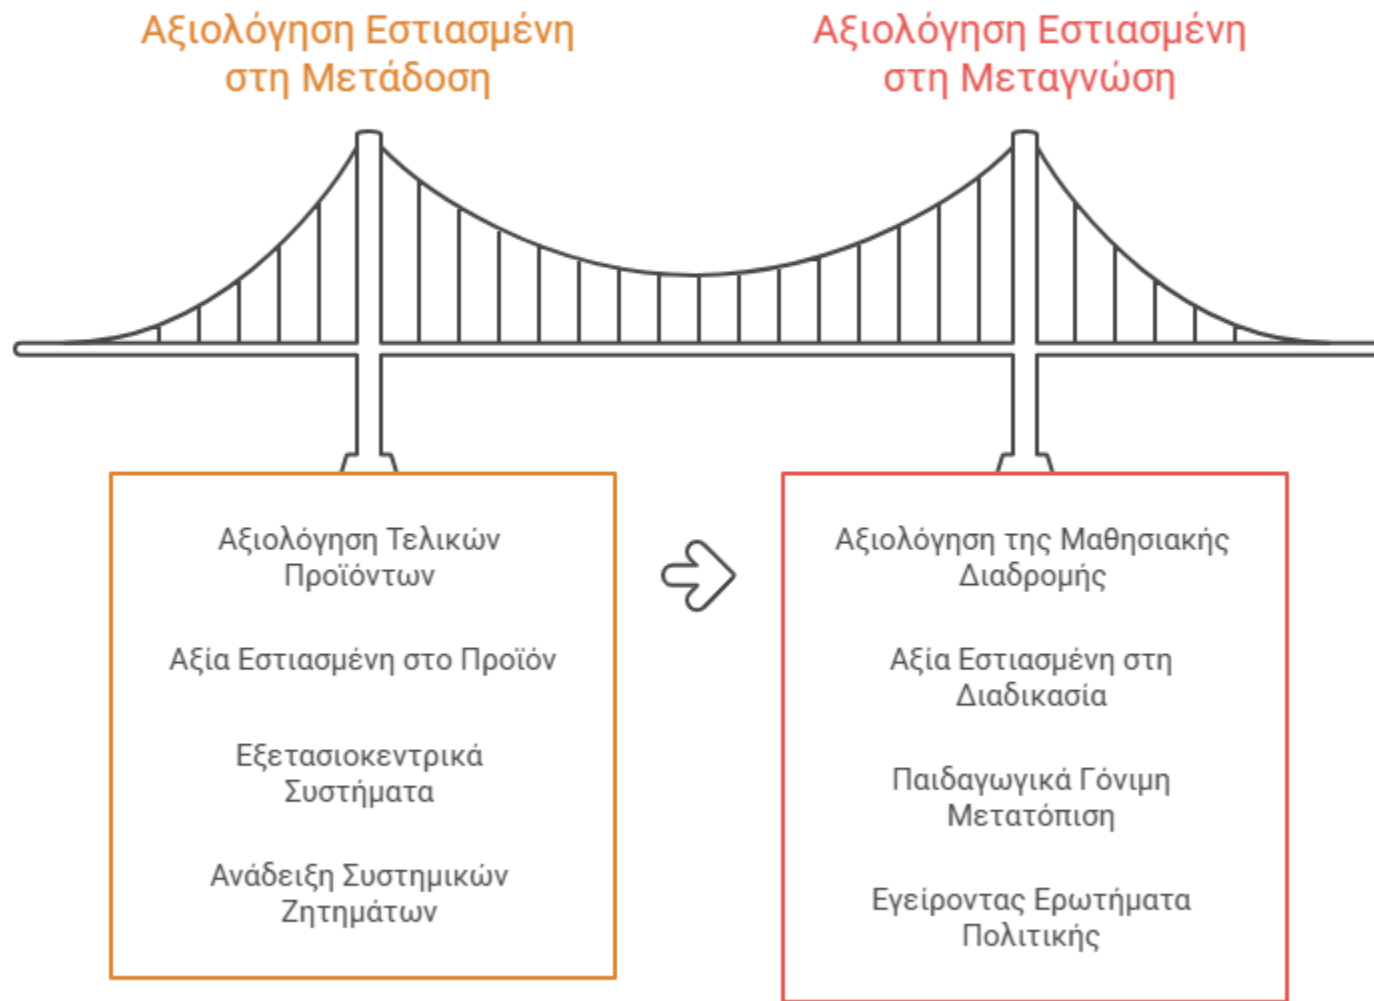 Αξιολόγηση Εστιασμένη
στη Μετάδοση
Αξιολόγηση Εστιασμένη
στη Μεταγνώση
Αξιολόγηση Τελικών
Προϊόντων
Αξία Εστιασμένη στο Προϊόν
Εξετασιοκεντρικά
Συστήματα
Ανάδειξη Συστημικών
Ζητημάτων
Αξιολόγηση της Μαθησιακής
Διαδρομής
Αξία Εστιασμένη στη
Διαδικασία
Παιδαγωγικά Γόνιμη
Μετατόπιση
Εγείροντας Ερωτήματα
Πολιτικής